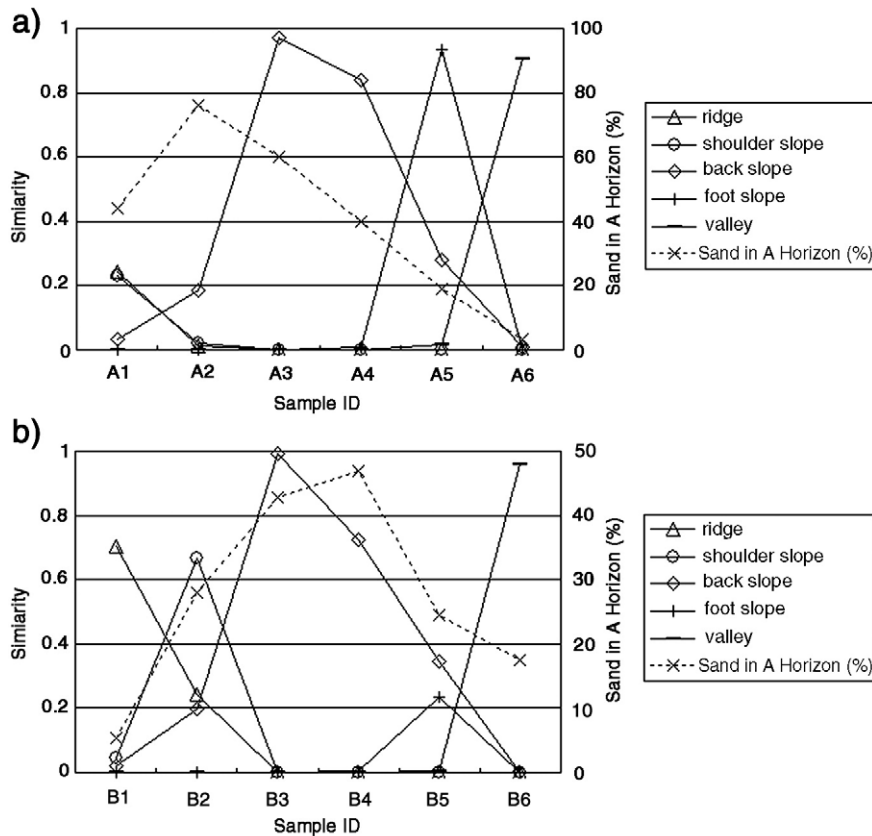 a)
1
0.8
0.6
0.4
0.2
0
Simiarity
100
80
60
40
20
0
Sand in A Horizon (%)
A1 A2 A3 A4 A5 A6
Sample ID
ridge
shoulder slope
back slope
foot slope
valley
Sand in A Horizon (%)
b)
1
0.8
0.6
0.4
0.2
0
Similarity
50
40
30
20
10
0
Sand in A Horizon (%)
B1 B2 B3 B4 B5 B6
Sample ID
ridge
shoulder slope
back slope
foot slope
valley
Sand in A Horizon (%)